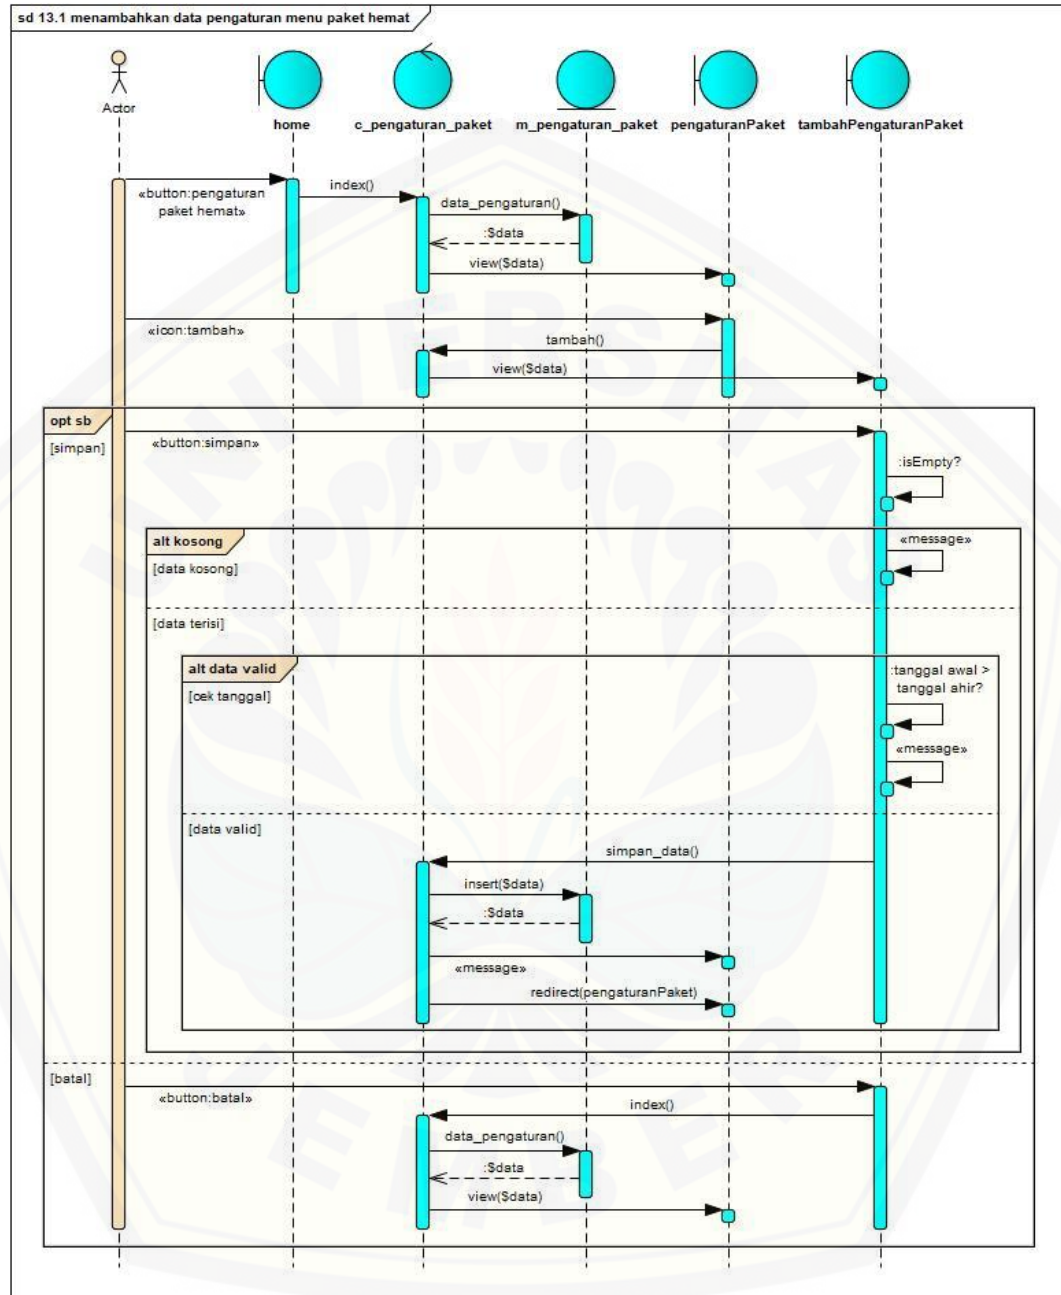 sd 13.1 menambahkan data pengaturan menu paket hemat
Actor
home
c_pengaturan_paket
m_pengaturan_paket
pengaturanPaket
tambahPengaturanPaket
«button:pengaturan
paket hemat»
index()
data_pengaturan()
:$data
view($data)
«icon:tambah»
tambah()
view($data)
opt sb
[simpan]
«button:simpan»
:isEmpty?
alt kosong
[data kosong]
«message»
[data terisi]
alt data valid
[cek tanggal]
:tanggal awal >
tanggal ahir?
«message»
[data valid]
simpan_data()
insert($data)
:$data
«message»
redirect(pengaturanPaket)
[batal]
«button:batal»
index()
data_pengaturan()
:$data
view($data)
UNIVERSITAS
JEMBER